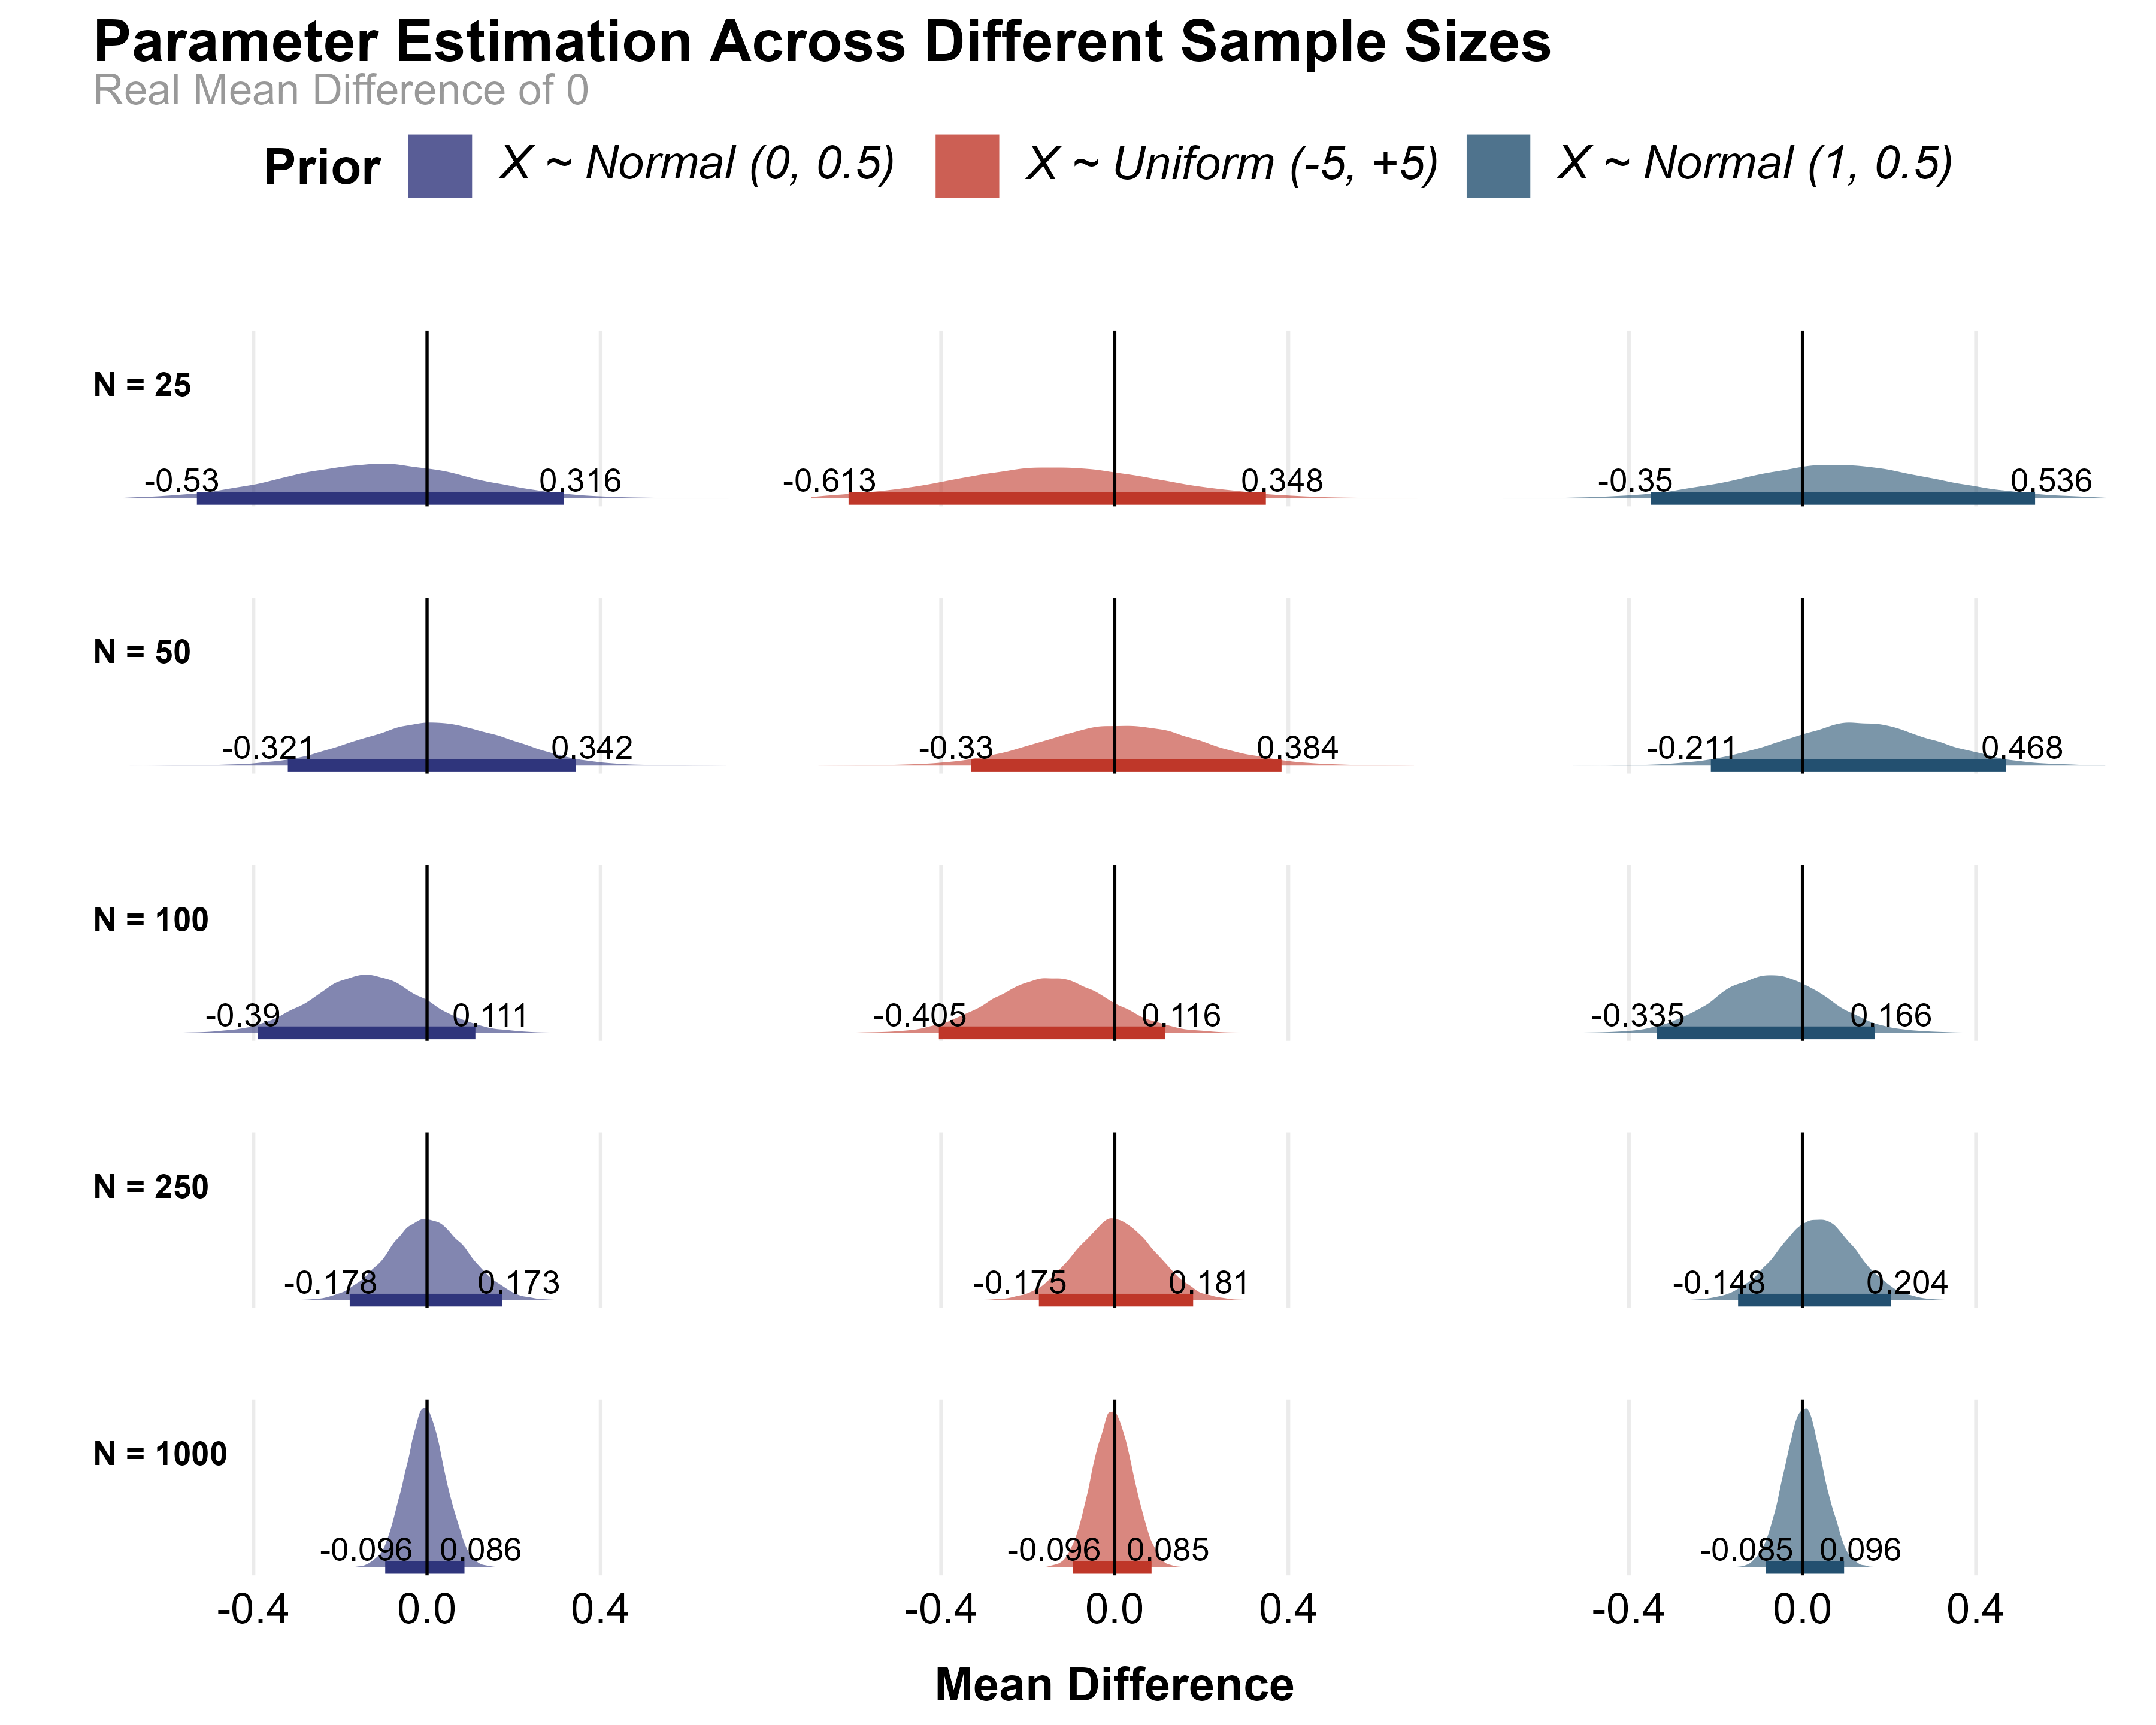 Parameter Estimation Across Different Sample Sizes
Real Mean Difference of 0
Prior X ~ Normal (0, 0.5) X ~ Uniform (-5, +5) X ~ Normal (1, 0.5)
N = 25
-0.53 0.316 -0.613 0.348 -0.35 0.536
N = 50
-0.321 0.342 -0.33 0.384 -0.211 0.468
N = 100
-0.39 0.111 -0.405 0.116 -0.335 0.166
N = 250
-0.178 0.173 -0.175 0.181 -0.148 0.204
N = 1000
-0.096 0.086 -0.096 0.085 -0.085 0.096
-0.4 0.0 0.4 -0.4 0.0 0.4 -0.4 0.0 0.4
Mean Difference